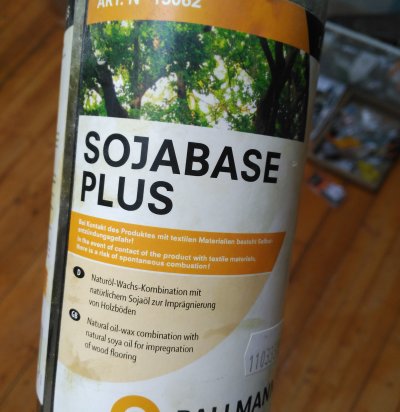 ART. N° 15062
SOJABASE
PLUS
Bei Kontakt des Produktes mit textilen Materialien besteht Selbst-
entzündungsgefahr!
In the event of contact of the product with textile materials,
there is a risk of spontaneous combustion!
D Naturöl-Wachs-Kombination mit
natürlichem Sojaöl zur Imprägnierung
von Holzböden
GB Natural oil-wax combination with
natural soya oil for impregnation
of wood flooring